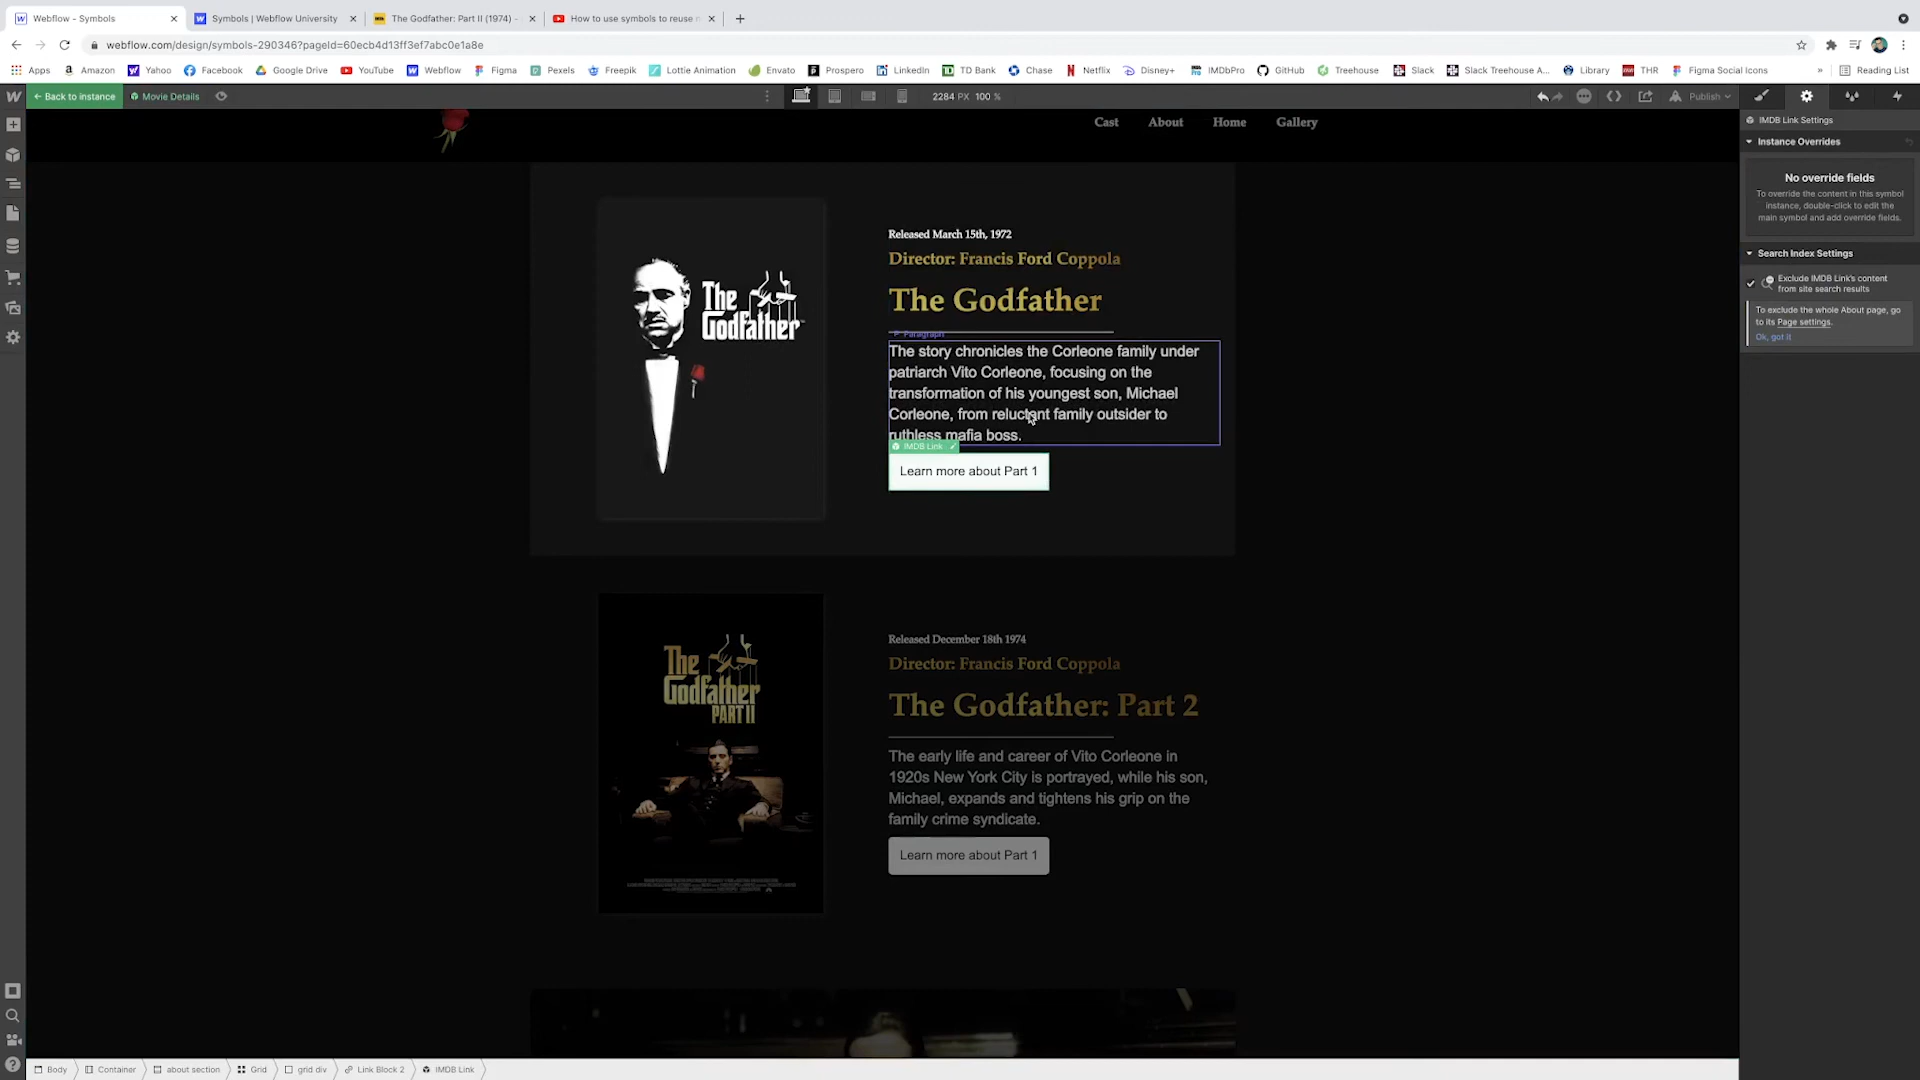 Webflow - Symbols
Symbols | Webflow University
The Godfather: Part II (1974) -
How to use symbols to reuse
webflow.com/design/symbols-290346?pageId=60ecb4d13ff3ef7abc0e1a8e
Apps Amazon Yahoo Facebook Google Drive YouTube Webflow Figma Pexels Freepik Lottie Animation Envato Prospero LinkedIn TD Bank Chase Netflix Disney+ IMDbPro GitHub Treehouse Slack Slack Treehouse A... Library THR Figma Social Icons » Reading List
Back to instance
Movie Details
2284 PX 100 %
Publish
Cast About Home Gallery
IMDB Link Settings
Instance Overrides
No override fields
To override the content in this symbol
instance, double-click to edit the
main symbol and add override fields.
Search Index Settings
Exclude IMDB Link's content
from site search results
To exclude the whole About page, go
to its Page settings.
Ok, got it
The
Godfather
Released March 15th, 1972
Director: Francis Ford Coppola
The Godfather
Paragraph
The story chronicles the Corleone family under
patriarch Vito Corleone, focusing on the
transformation of his youngest son, Michael
Corleone, from reluctant family outsider to
ruthless mafia boss.
IMDB Link
Learn more about Part 1
The
Godfather
PART II
Released December 18th 1974
Director: Francis Ford Coppola
The Godfather: Part 2
The early life and career of Vito Corleone in
1920s New York City is portrayed, while his son,
Michael, expands and tightens his grip on the
family crime syndicate.
Learn more about Part 1
Body Container about section Grid grid div Link Block 2 IMDB Link